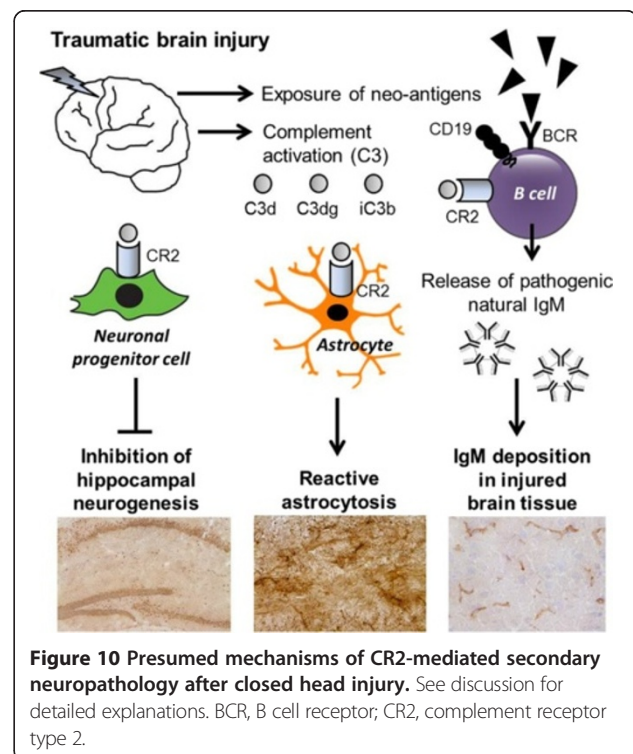 Traumatic brain injury
Exposure of neo-antigens
Complement
activation (C3)
C3d C3dg iC3b
CD19
BCR
B cell
CR2
CR2
Neuronal
progenitor cell
CR2
Astrocyte
Release of pathogenic
natural IgM
Inhibition of
hippocampal
neurogenesis
Reactive
astrocytosis
IgM deposition
in injured
brain tissue
Figure 10 Presumed mechanisms of CR2-mediated secondary
neuropathology after closed head injury. See discussion for
detailed explanations. BCR, B cell receptor; CR2, complement receptor
type 2.